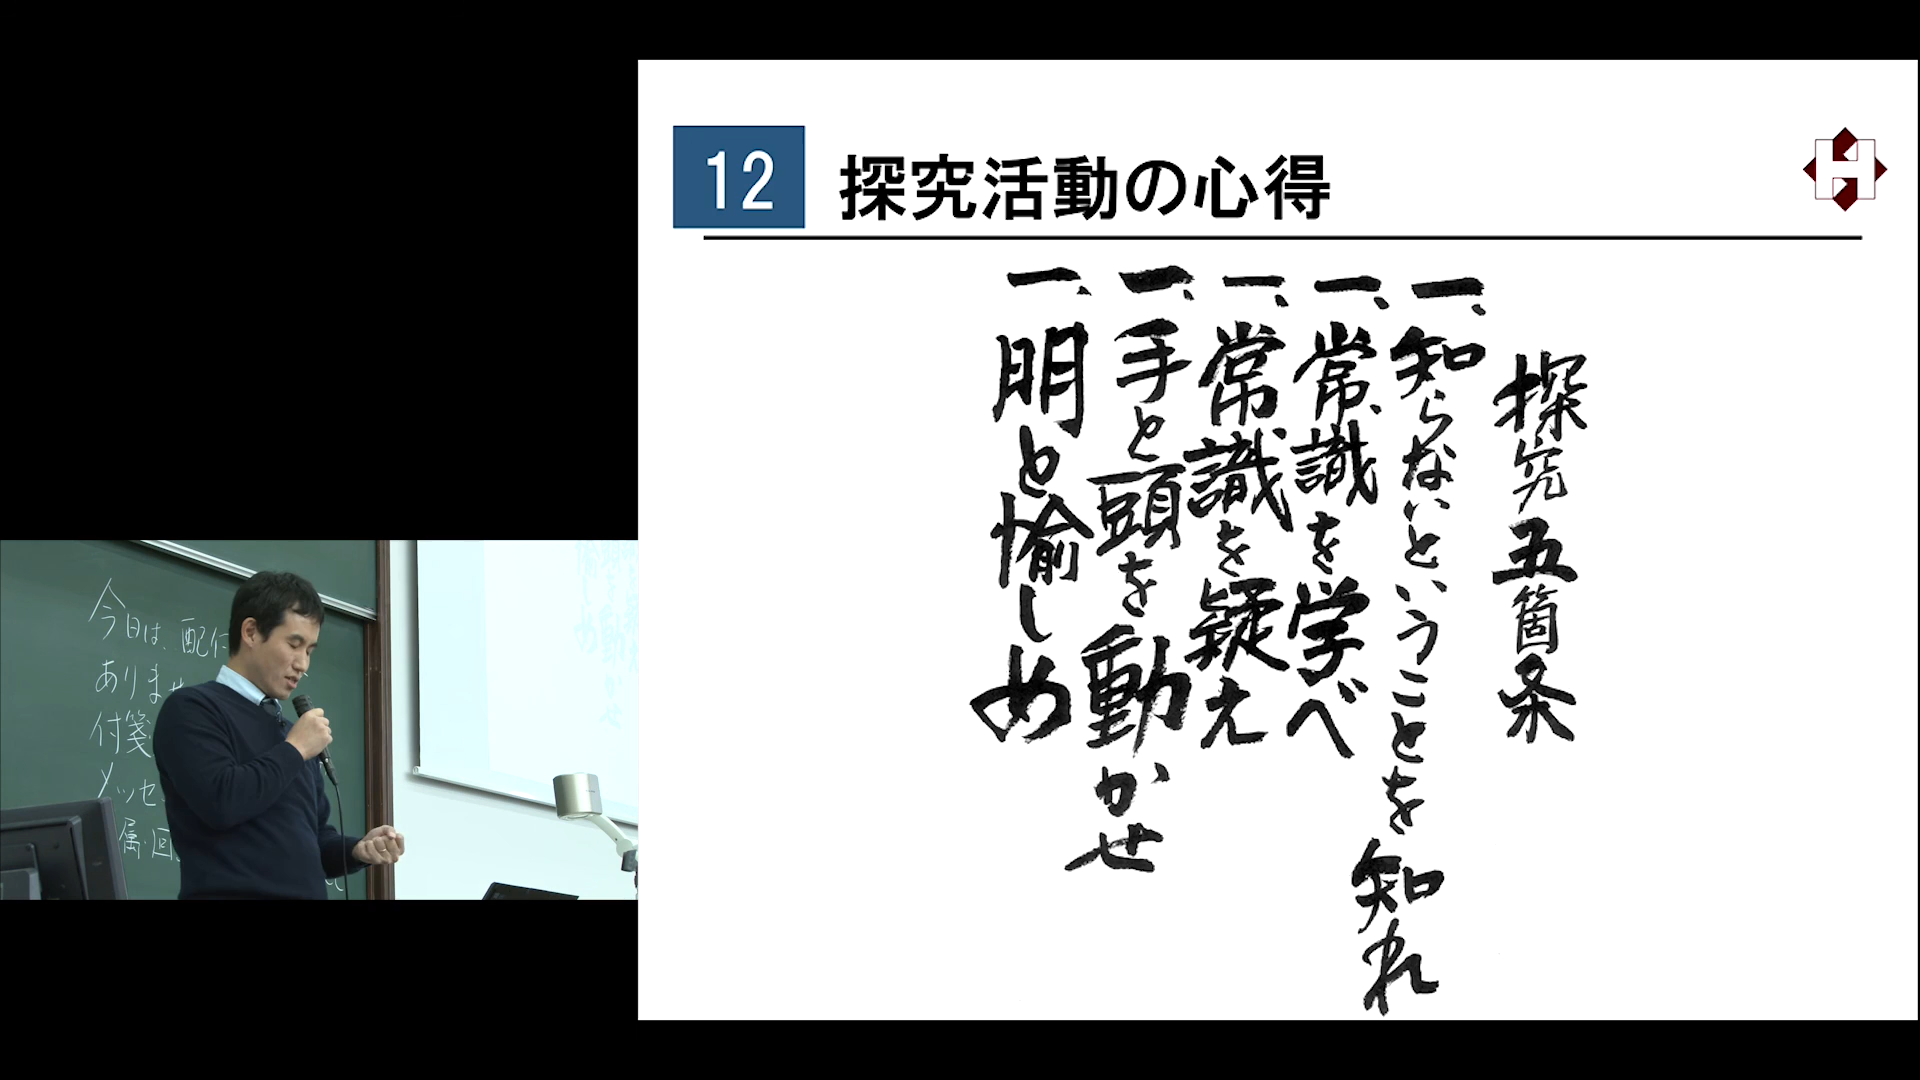 12 探究活動の心得
探究五箇条
一、知らないということを知れ
一、常識を学べ
一、常識を疑え
一、手と頭を動かせ
一、朋と愉しめ
今日は、配
ありませ
付箋
メッセ
属・回